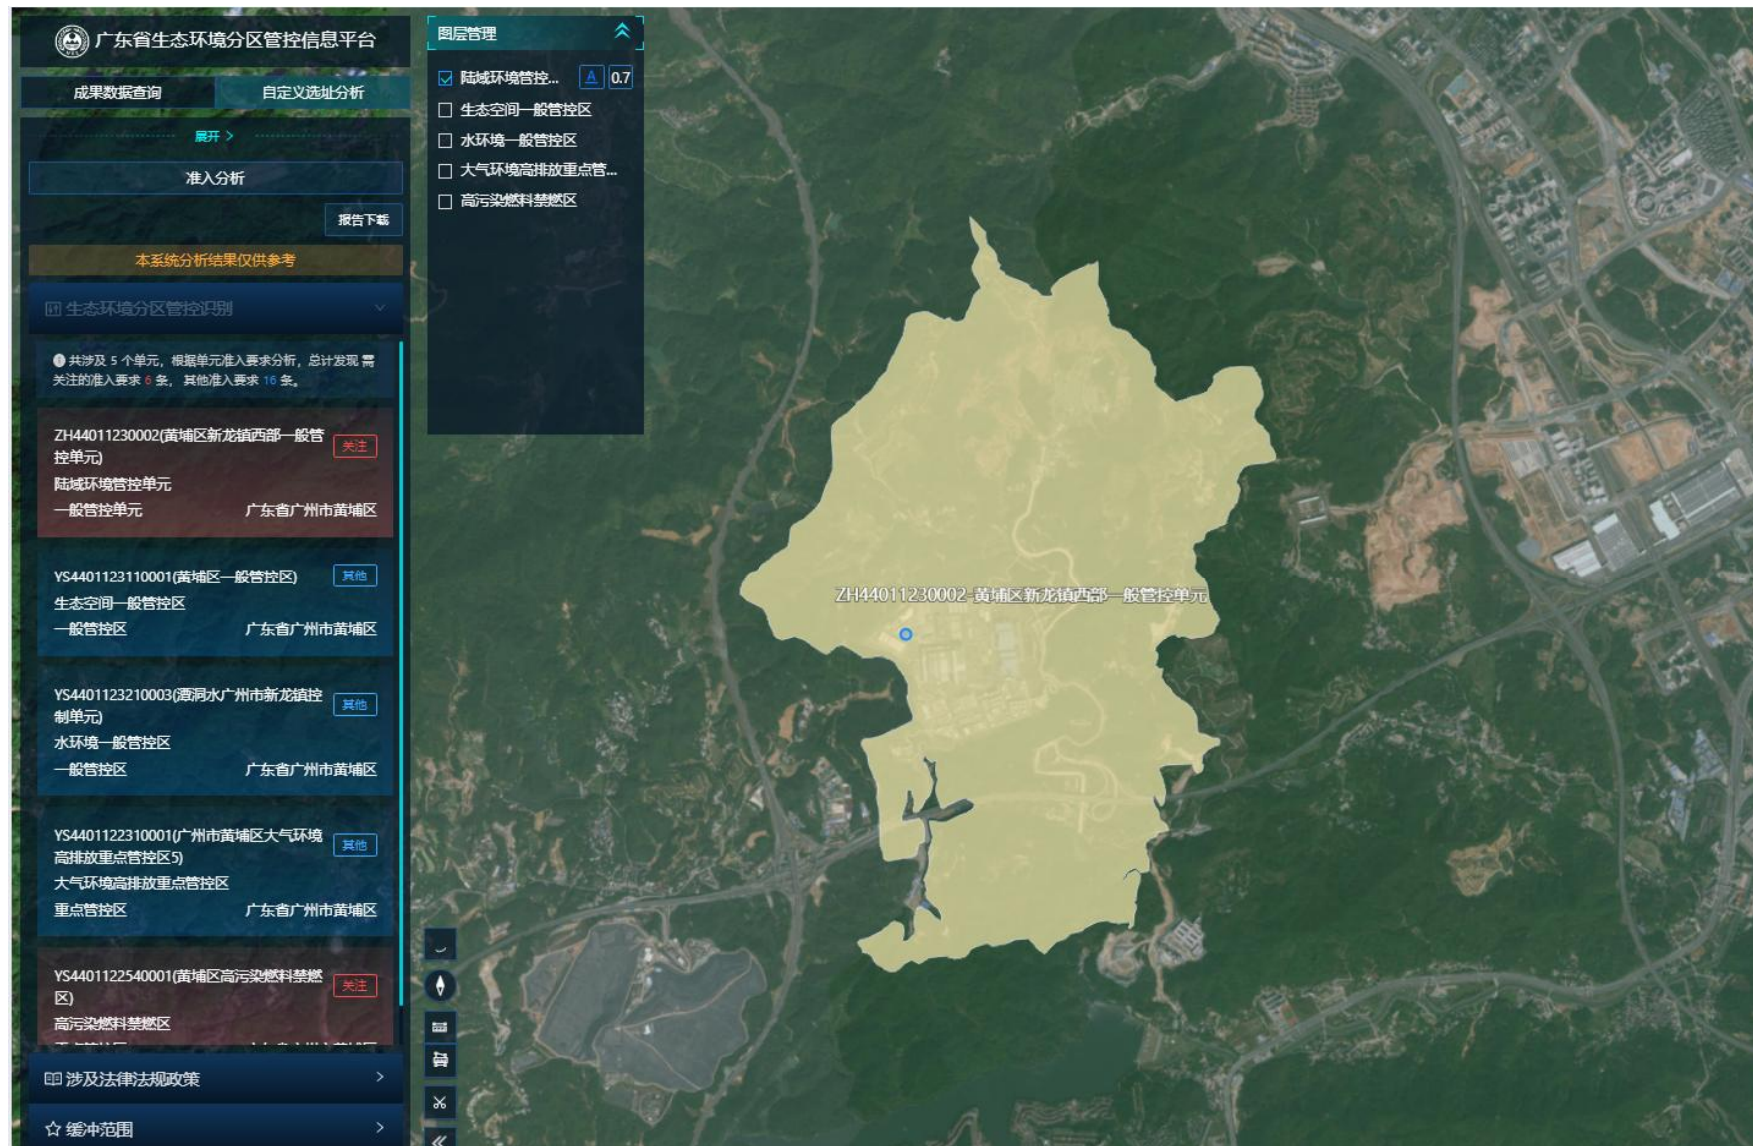 广东省生态环境分区管控信息平台
成果数据查询
自定义选址分析
展开 >
准入分析
报告下载
本系统分析结果仅供参考
生态环境分区管控识别
共涉及 5 个单元，根据单元准入要求分析，总计发现 需
关注的准入要求 6 条， 其他准入要求 16 条。
ZH44011230002(黄埔区新龙镇西部一般管
控单元)
关注
陆域环境管控单元
一般管控单元
广东省广州市黄埔区
YS4401123110001(黄埔区一般管控区)
其他
生态空间一般管控区
一般管控区
广东省广州市黄埔区
YS4401123210003(凤洞水广州市新龙镇控
制单元)
其他
水环境一般管控区
一般管控区
广东省广州市黄埔区
YS4401122310001(广州市黄埔区大气环境
高排放重点管控区5)
其他
大气环境高排放重点管控区
重点管控区
广东省广州市黄埔区
YS4401122540001(黄埔区高污染燃料禁燃
区)
关注
高污染燃料禁燃区
涉及法律法规政策
缓冲范围
图层管理
陆域环境管控...
A
0.7
生态空间一般管控区
水环境一般管控区
大气环境高排放重点管...
高污染燃料禁燃区
ZH44011230002-黄埔区新龙镇西部一般管控单元